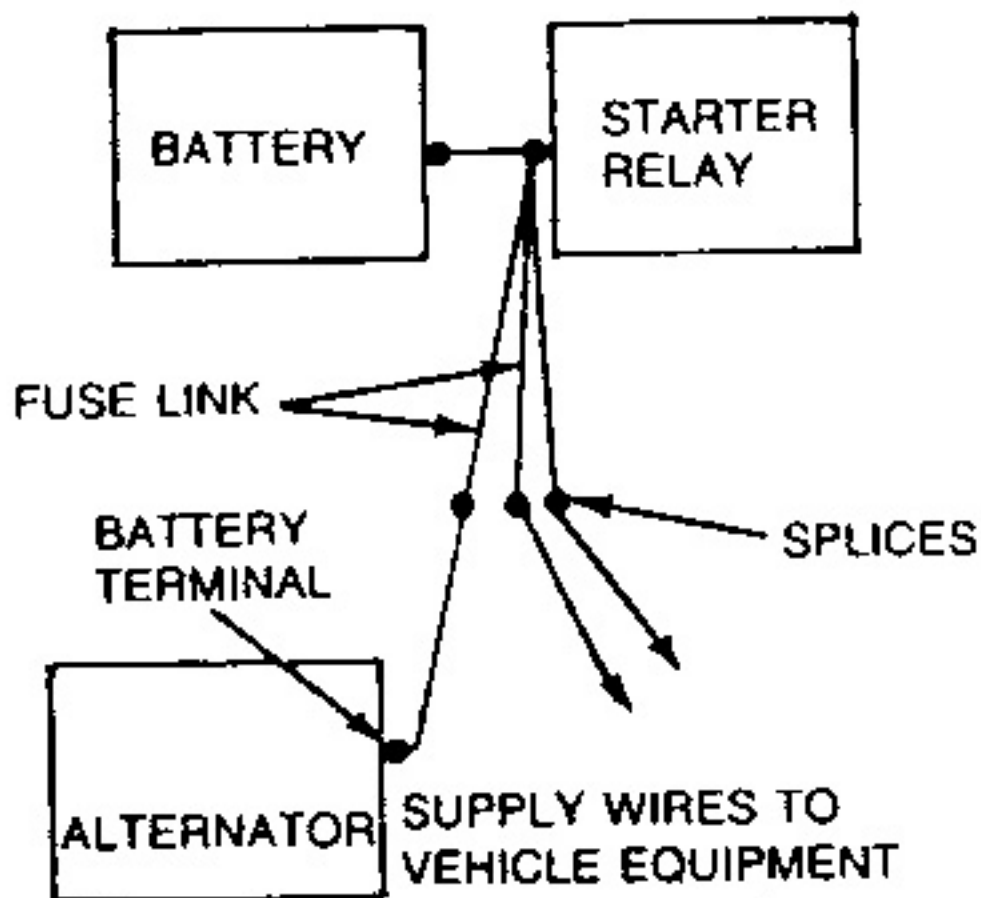 BATTERY
STARTER
RELAY
FUSE LINK
BATTERY
TERMINAL
SPLICES
ALTERNATOR
SUPPLY WIRES TO
VEHICLE EQUIPMENT